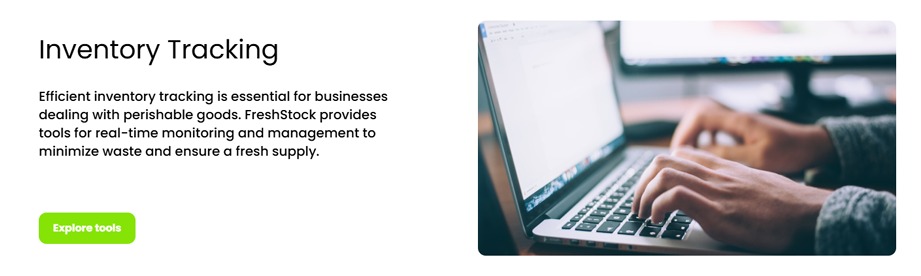 Inventory Tracking
Efficient inventory tracking is essential for businesses
dealing with perishable goods. FreshStock provides
tools for real-time monitoring and management to
minimize waste and ensure a fresh supply.
Explore tools